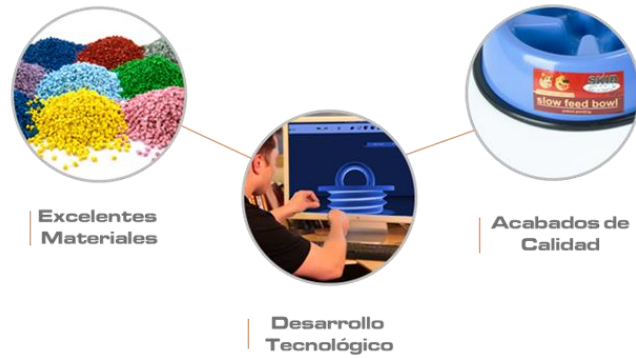 slow feed bowl
Excelentes
Materiales
Acabados de
Calidad
Desarrollo
Tecnológico